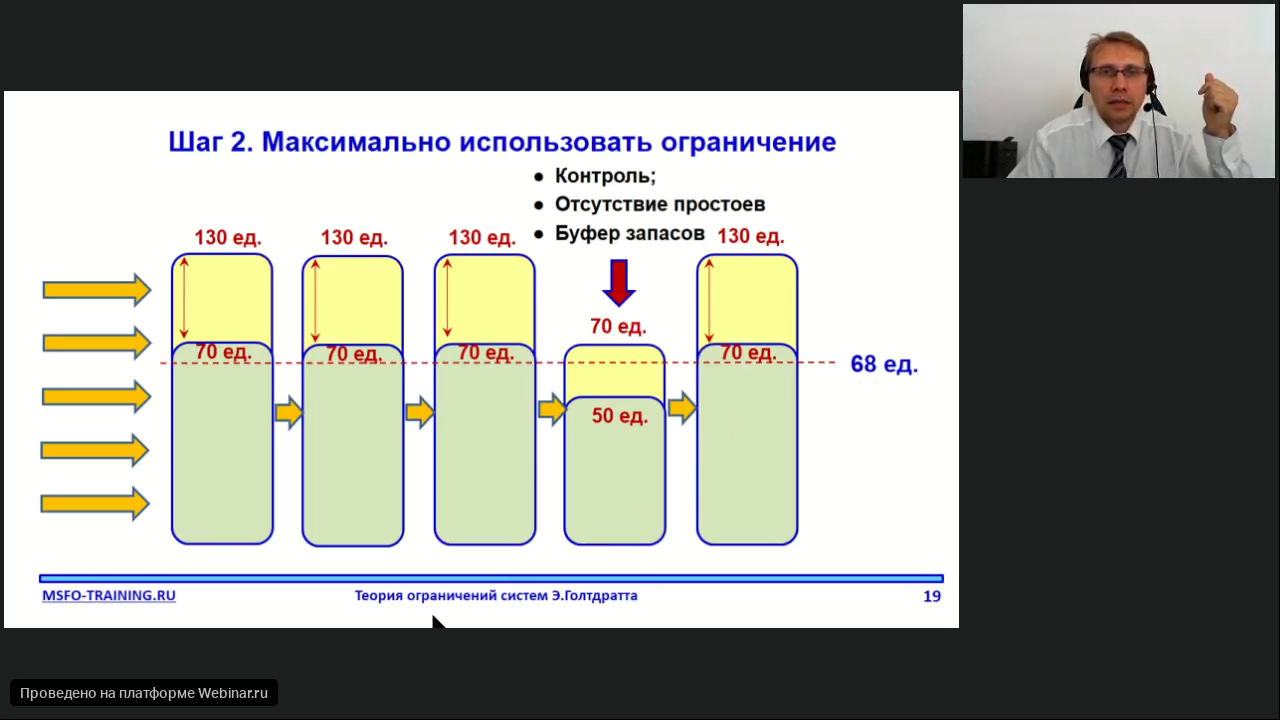 Шаг 2. Максимально использовать ограничение
● Контроль;
● Отсутствие простоев
● Буфер запасов
130 ед. 130 ед. 130 ед. 130 ед.
70 ед.
70 ед. 70 ед. 70 ед. 70 ед.
68 ед.
50 ед.
MSFO-TRAINING.RU Теория ограничений систем Э.Голтдратта 19
Проведено на платформе Webinar.ru